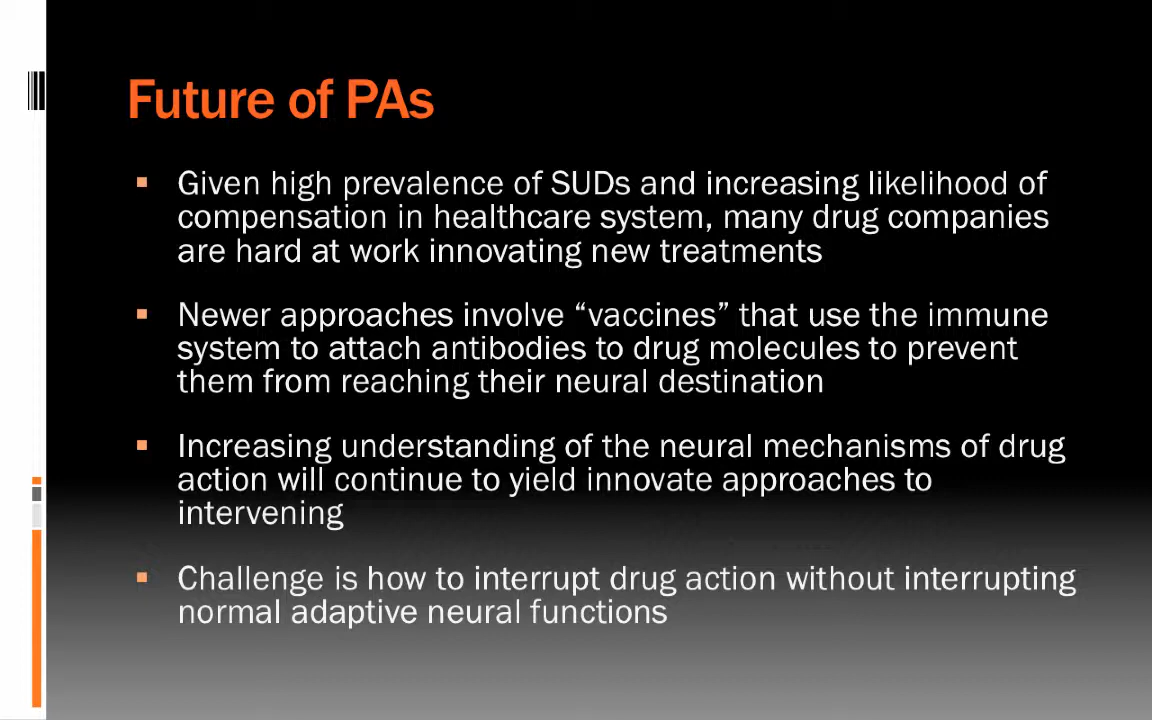 Future of PAs
Given high prevalence of SUDs and increasing likelihood of
compensation in healthcare system, many drug companies
are hard at work innovating new treatments
Newer approaches involve “vaccines” that use the immune
system to attach antibodies to drug molecules to prevent
them from reaching their neural destination
Increasing understanding of the neural mechanisms of drug
action will continue to yield innovate approaches to
intervening
Challenge is how to interrupt drug action without interrupting
normal adaptive neural functions